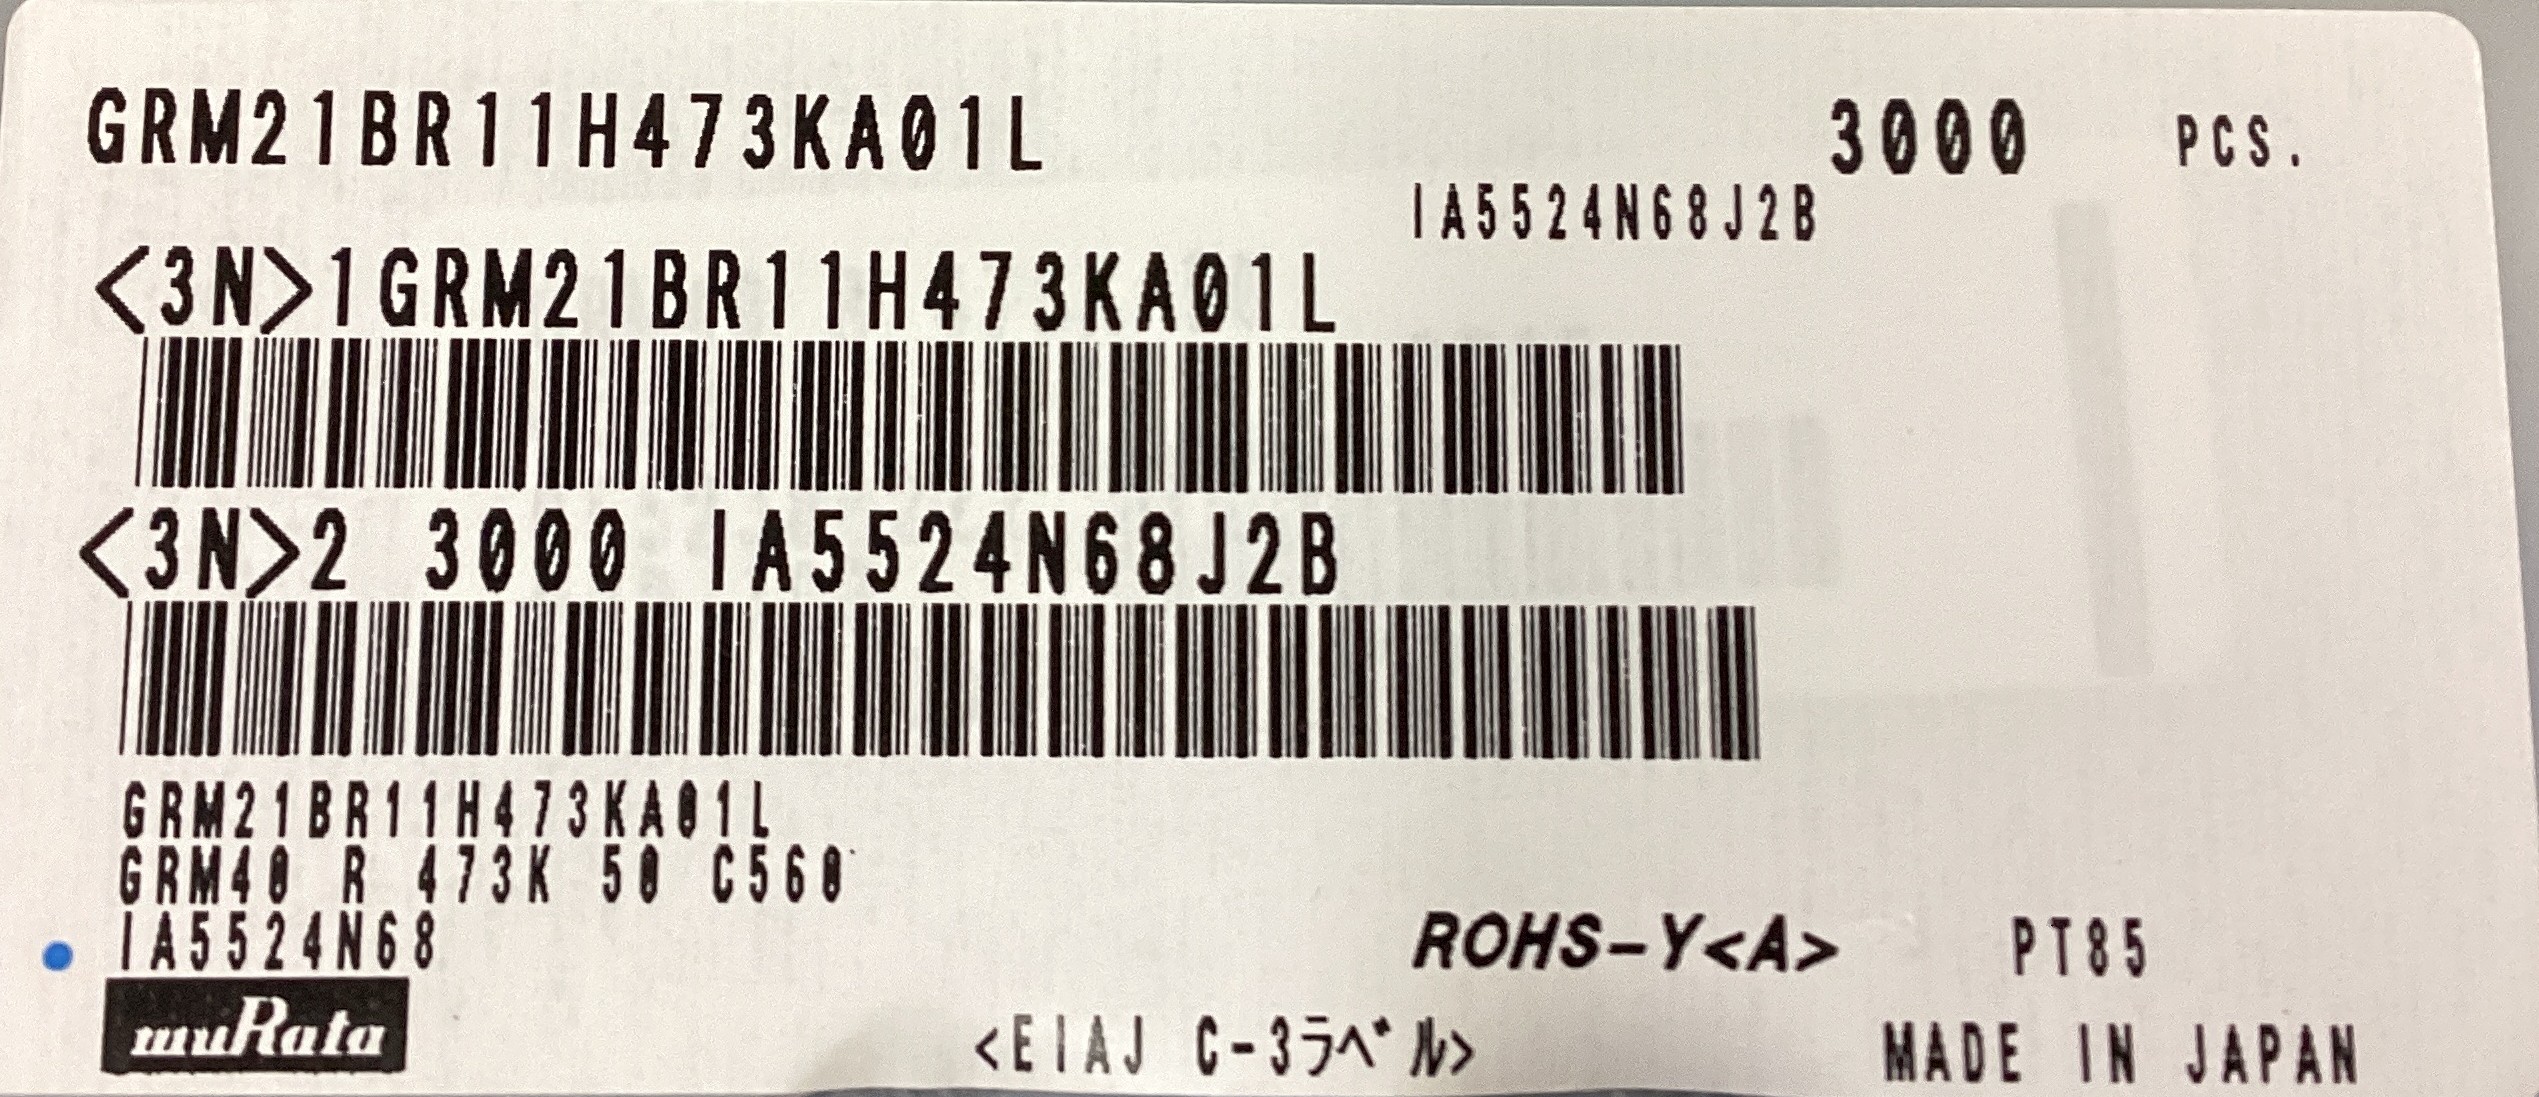 GRM21BR11H473KA01L 3000 PCS.
IA5524N68J2B
<3N>1GRM21BR11H473KA01L
<3N>2 3000 IA5524N68J2B
GRM21BR11H473KA01L
GRM40 R 473K 50 C560
IA5524N68
ROHS-Y<A> PT85
muRata
<EIAJ C-3ラベル> MADE IN JAPAN